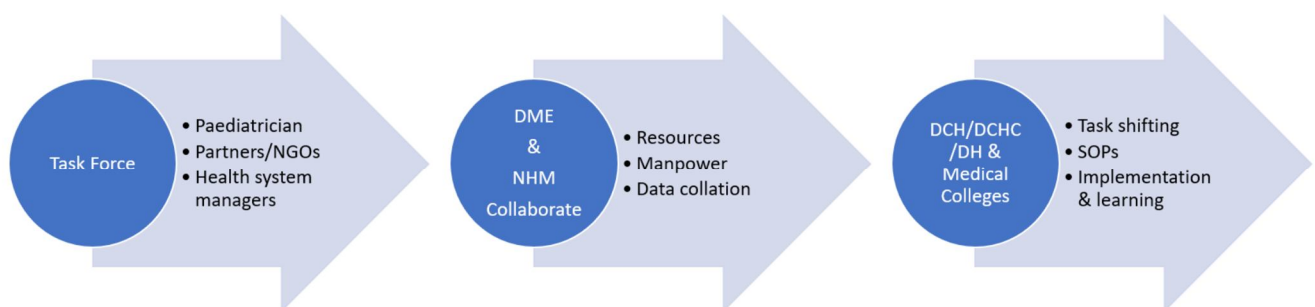 Task Force
• Paediatrician
• Partners/NGOs
• Health system
managers
DME
&
NHM
Collaborate
• Resources
• Manpower
• Data collation
DCH/DCHC
/DH &
Medical
Colleges
• Task shifting
• SOPs
• Implementation
& learning